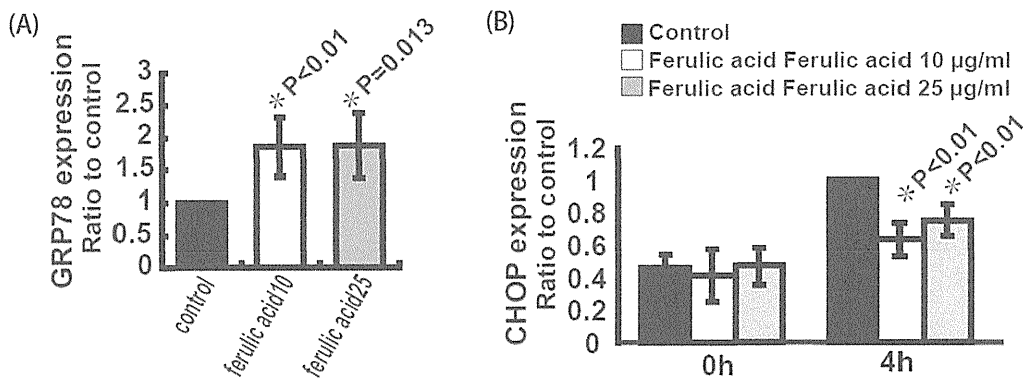 (A)
GRP78 expression
Ratio to control
3
2.5
2
1.5
1
0.5
0
*P<0.01
*P=0.013
control
ferulic acid10
ferulic acid25
(B)
Control
Ferulic acid Ferulic acid 10 µg/ml
Ferulic acid Ferulic acid 25 µg/ml
CHOP expression
Ratio to control
1.2
1
0.8
0.6
0.4
0.2
0
*P<0.01
*P<0.01
0h
4h